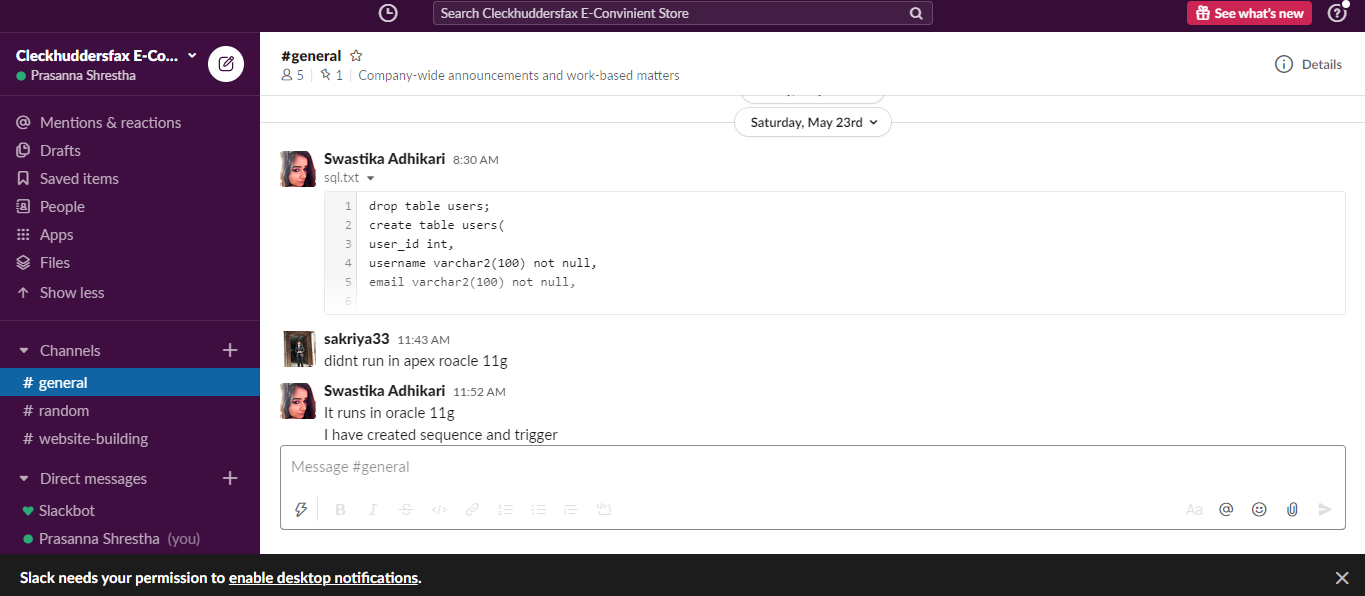 Search Cleckhuddersfax E-Convinient Store
See what's new
Cleckhuddersfax E-Co...
Prasanna Shrestha
Mentions & reactions
Drafts
Saved items
People
Apps
Files
Show less
Channels
# general
# random
# website-building
Direct messages
Slackbot
Prasanna Shrestha (you)
#general
5 | 1 | Company-wide announcements and work-based matters
Details
Saturday, May 23rd
Swastika Adhikari 8:30 AM
sql.txt
1 drop table users;
2 create table users(
3 user_id int,
4 username varchar2(100) not null,
5 email varchar2(100) not null,
6
sakriya33 11:43 AM
didnt run in apex roacle 11g
Swastika Adhikari 11:52 AM
It runs in oracle 11g
I have created sequence and trigger
Message #general
Aa
Slack needs your permission to enable desktop notifications.